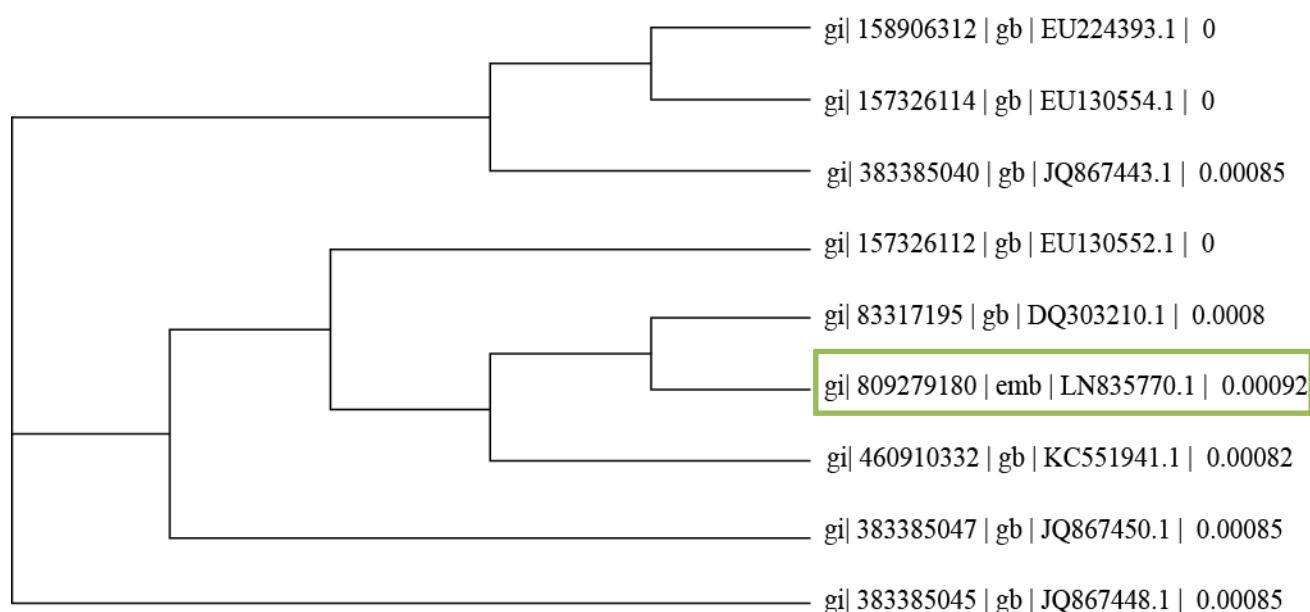 gi| 158906312 | gb | EU224393.1 | 0
gi| 157326114 | gb | EU130554.1 | 0
gi| 383385040 | gb | JQ867443.1 | 0.00085
gi| 157326112 | gb | EU130552.1 | 0
gi| 83317195 | gb | DQ303210.1 | 0.0008
gi| 809279180 | emb | LN835770.1 | 0.00092
gi| 460910332 | gb | KC551941.1 | 0.00082
gi| 383385047 | gb | JQ867450.1 | 0.00085
gi| 383385045 | gb | JQ867448.1 | 0.00085